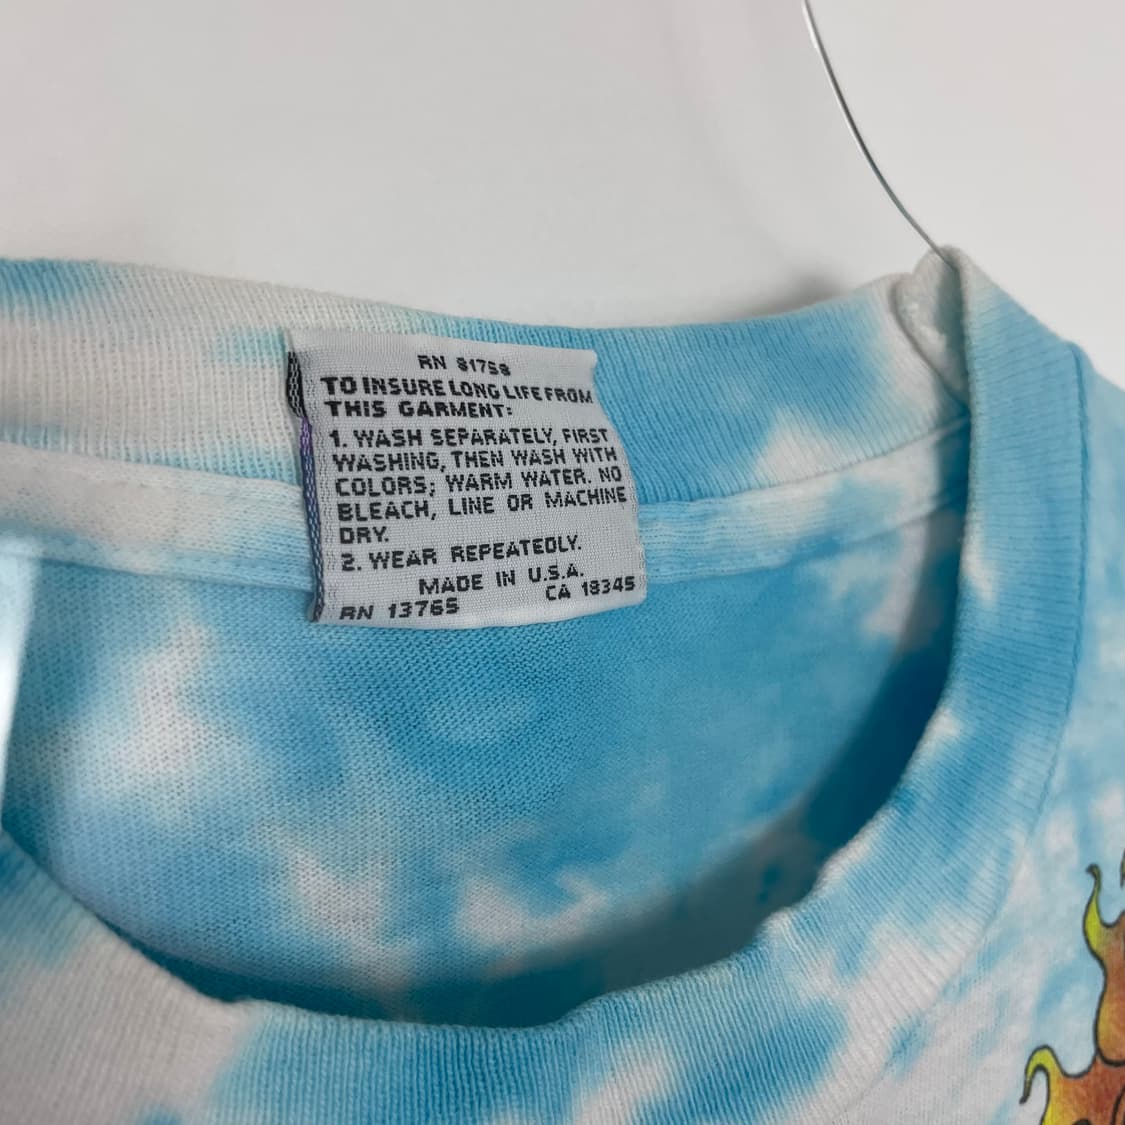 RN 81758
TO INSURE LONG LIFE FROM
THIS GARMENT:
1. WASH SEPARATELY, FIRST
WASHING, THEN WASH WITH
COLORS; WARM WATER. NO
BLEACH, LINE OR MACHINE
DRY.
2. WEAR REPEATEDLY.
MADE IN U.S.A.
RN 13765 CA 18345